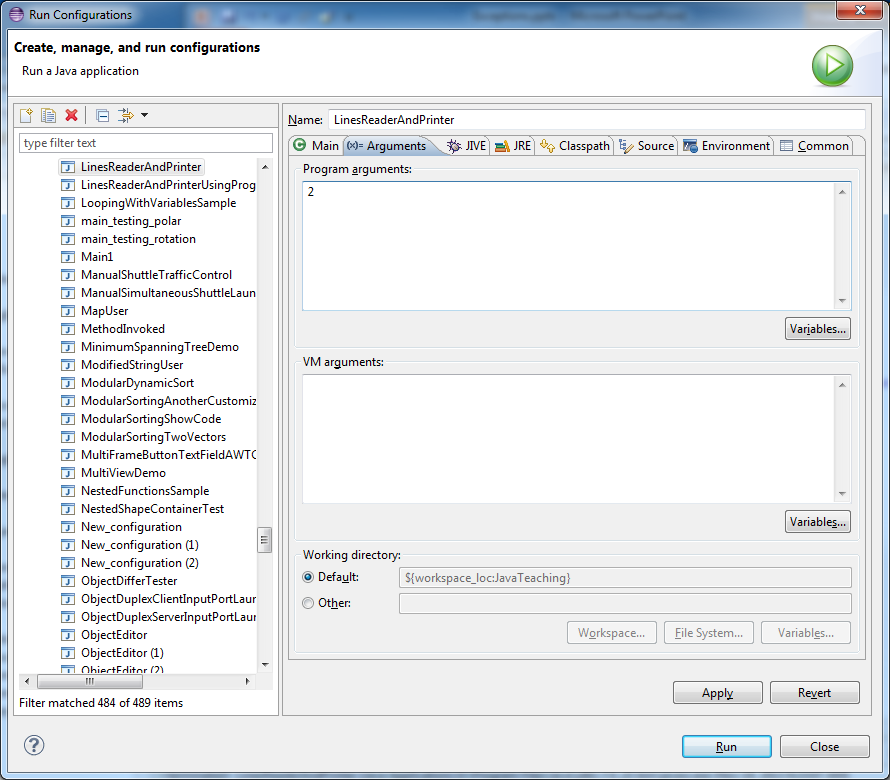 Run Configurations
Create, manage, and run configurations
Run a Java application
type filter text
LinesReaderAndPrinter
LinesReaderAndPrinterUsingProg
LoopingWithVariablesSample
main_testing_polar
main_testing_rotation
Main1
ManualShuttleTrafficControl
ManualSimultaneousShuttleLaun
MapUser
MethodInvoked
MinimumSpanningTreeDemo
ModifiedStringUser
ModularDynamicSort
ModularSortingAnotherCustomiz
ModularSortingShowCode
ModularSortingTwoVectors
MultiFrameButtonTextFieldAWTC
MultiViewDemo
NestedFunctionsSample
NestedShapeContainerTest
New_configuration
New_configuration (1)
New_configuration (2)
ObjectDifferTester
ObjectDuplexClientInputPortLaur
ObjectDuplexServerInputPortLaur
ObjectEditor
ObjectEditor (1)
ObjectEditor (2)
Filter matched 484 of 489 items
Name: LinesReaderAndPrinter
Main (x)= Arguments JIVE JRE Classpath Source Environment Common
Program arguments:
2
Variables...
VM arguments:
Variables...
Working directory:
Default: ${workspace_loc:JavaTeaching}
Other:
Workspace... File System... Variables...
Apply Revert
Run Close